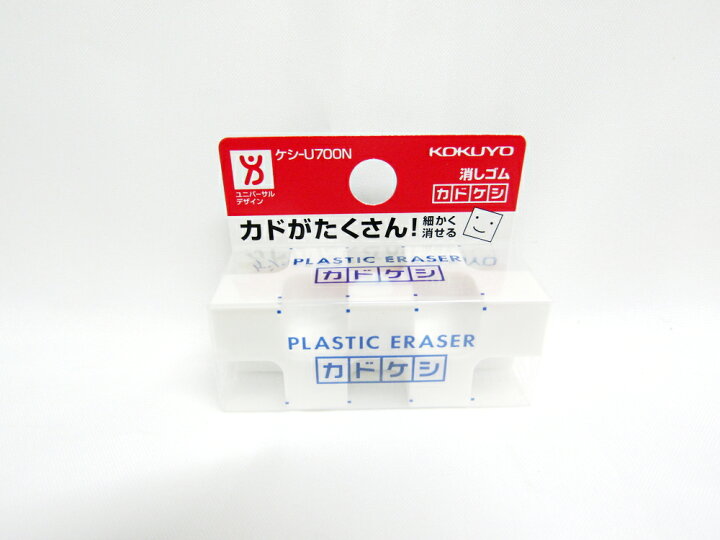 ケシ-U700N
KOKUYO
ユニバーサル
デザイン
消しゴム
カドケシ
カドがたくさん!
細かく
消せる
PLASTIC ERASER
カドケシ
PLASTIC ERASER
カドケシ